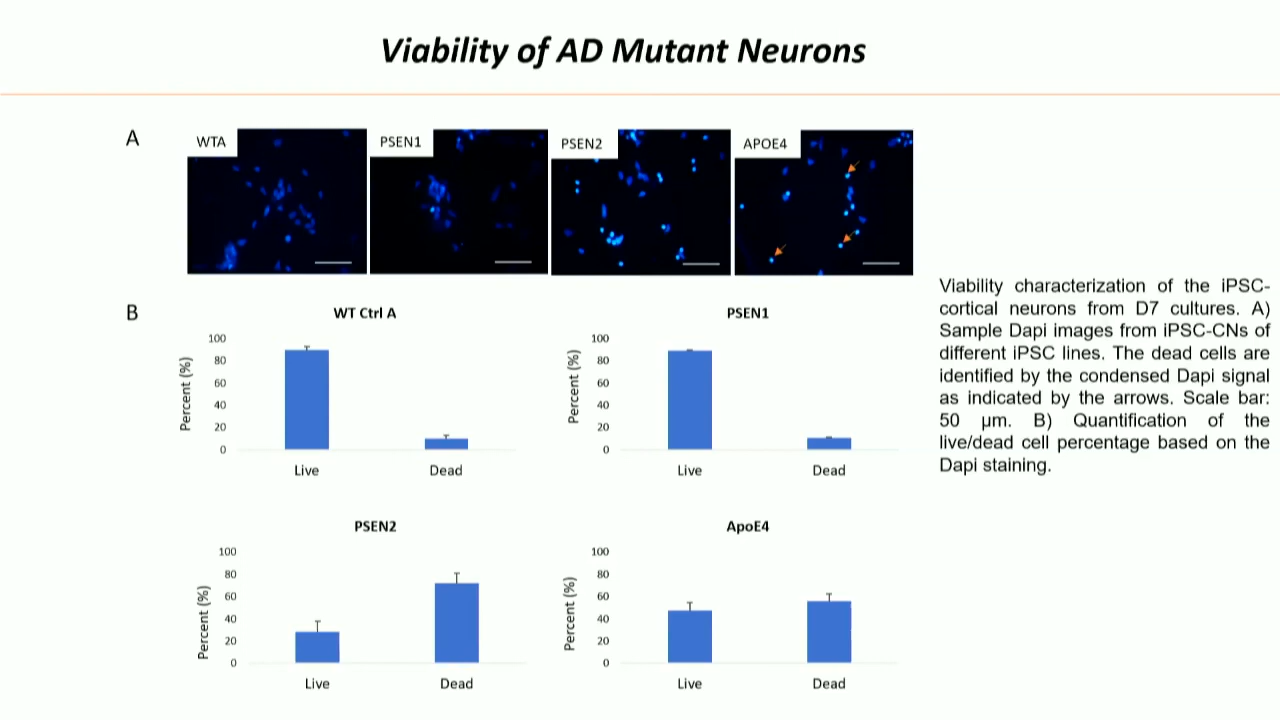 Viability of AD Mutant Neurons
A
WTA
PSEN1
PSEN2
APOE4
B
WT Ctrl A
Percent (%)
100
80
60
40
20
0
Live
Dead
PSEN1
Percent (%)
100
80
60
40
20
0
Live
Dead
PSEN2
Percent (%)
100
80
60
40
20
0
Live
Dead
ApoE4
Percent (%)
100
80
60
40
20
0
Live
Dead
Viability characterization of the iPSC-
cortical neurons from D7 cultures. A)
Sample Dapi images from iPSC-CNs of
different iPSC lines. The dead cells are
identified by the condensed Dapi signal
as indicated by the arrows. Scale bar:
50 μm. B) Quantification of the
live/dead cell percentage based on the
Dapi staining.